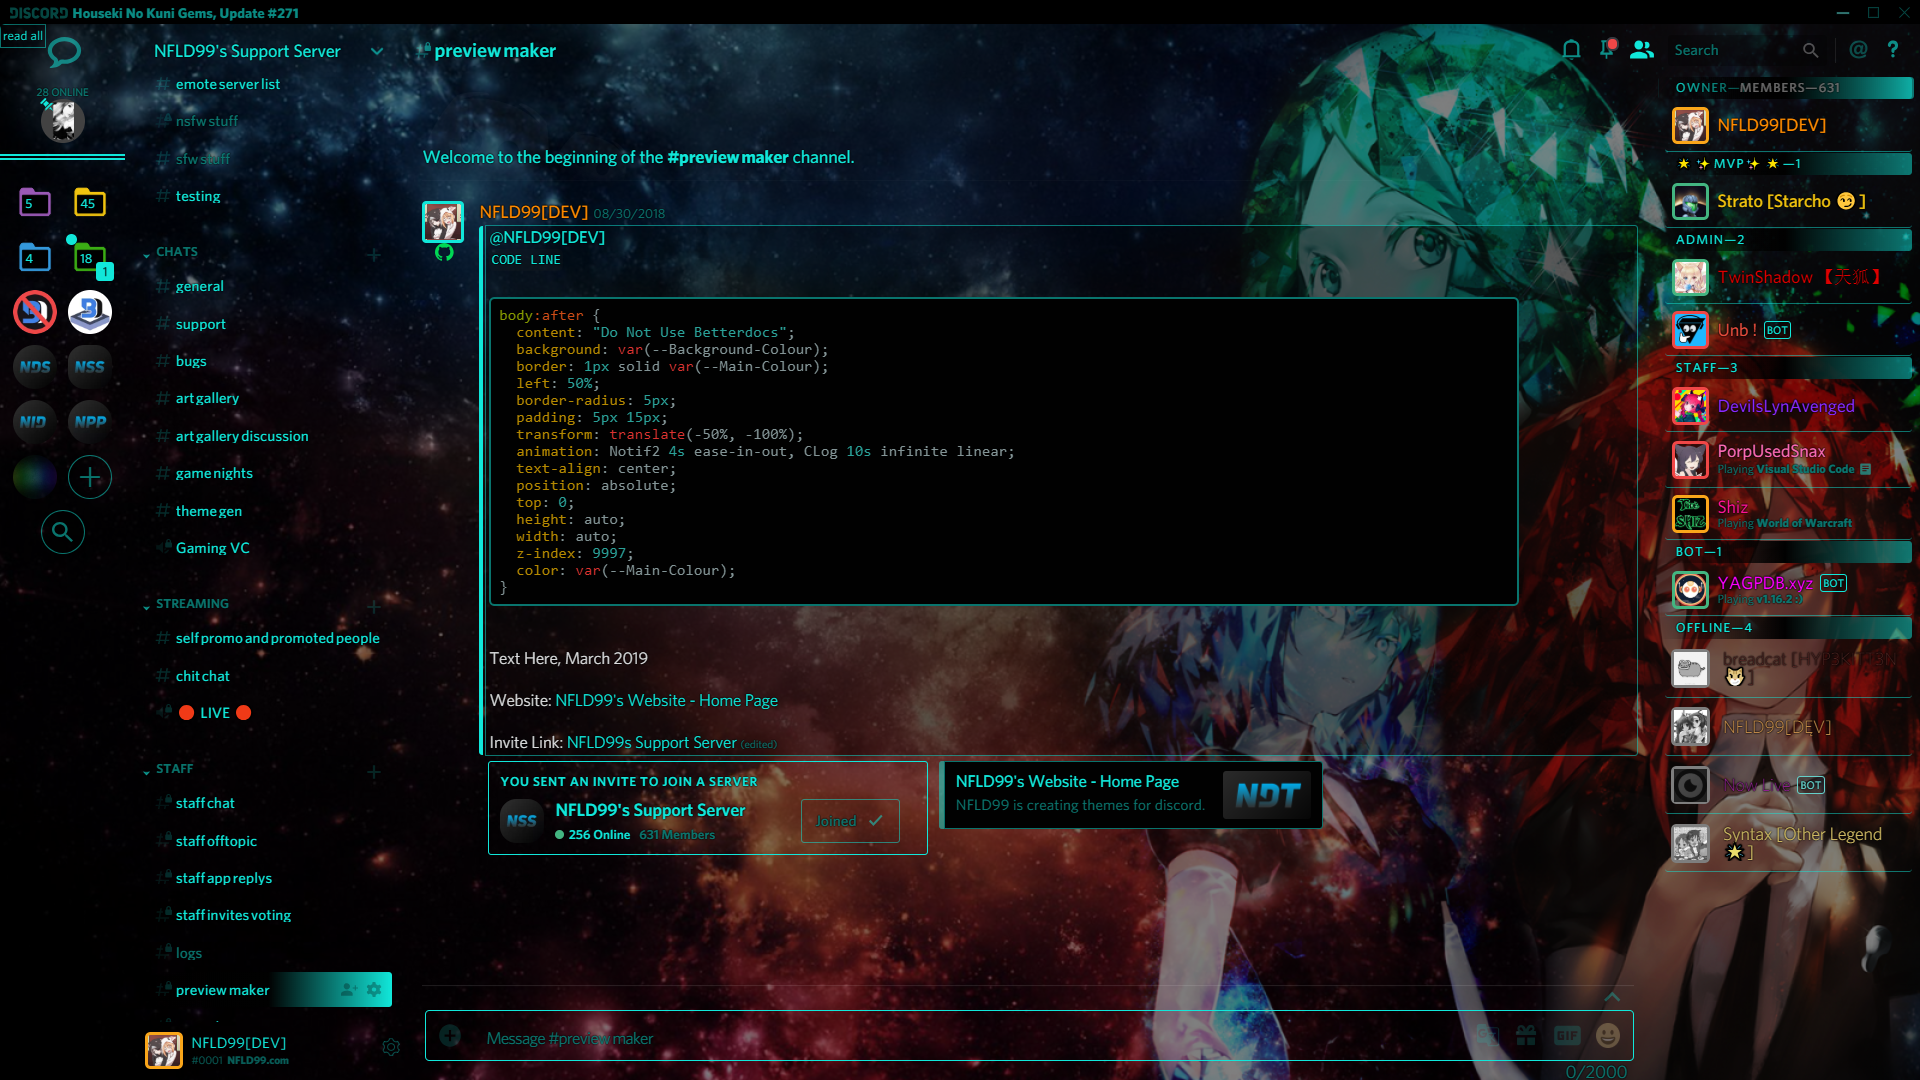 DISCORD Houseki No Kuni Gems, Update #271
read all
28 ONLINE
5
45
4
18
1
NDS
NSS
NID
NPP
NFLD99's Support Server
emote server list
nsfw stuff
sfw stuff
testing
CHATS
general
support
bugs
art gallery
art gallery discussion
game nights
theme gen
Gaming VC
STREAMING
self promo and promoted people
chit chat
🔴 LIVE 🔴
STAFF
staff chat
staff offtopic
staff app replys
staff invites voting
logs
preview maker
NFLD99[DEV]
#0001 NFLD99.com
preview maker
Search
Welcome to the beginning of the #preview maker channel.
NFLD99[DEV] 08/30/2018
@NFLD99[DEV]
CODE LINE
body:after {
content: "Do Not Use Betterdocs";
background: var(--Background-Colour);
border: 1px solid var(--Main-Colour);
left: 50%;
border-radius: 5px;
padding: 5px 15px;
transform: translate(-50%, -100%);
animation: Notif2 4s ease-in-out, CLog 10s infinite linear;
text-align: center;
position: absolute;
top: 0;
height: auto;
width: auto;
z-index: 9997;
color: var(--Main-Colour);
}
Text Here, March 2019
Website: NFLD99's Website - Home Page
Invite Link: NFLD99s Support Server (edited)
YOU SENT AN INVITE TO JOIN A SERVER
NSS
NFLD99's Support Server
256 Online 631 Members
Joined
NFLD99's Website - Home Page
NFLD99 is creating themes for discord.
NDT
Message #preview maker
GIF
0/2000
OWNER—MEMBERS—631
NFLD99[DEV]
⭐ ✨ MVP ✨ ⭐ —1
Strato [Starcho 😏 ]
ADMIN—2
TwinShadow 【天狐】
Unb ! BOT
STAFF—3
DevilsLynAvenged
PorpUsedSnax
Playing Visual Studio Code
Shiz
Playing World of Warcraft
BOT—1
YAGPDB.xyz BOT
Playing v1.16.2 :)
OFFLINE—4
breadcat
NFLD99[DEV]
Now Live BOT
Syntax [Other Legend
🌟 ]